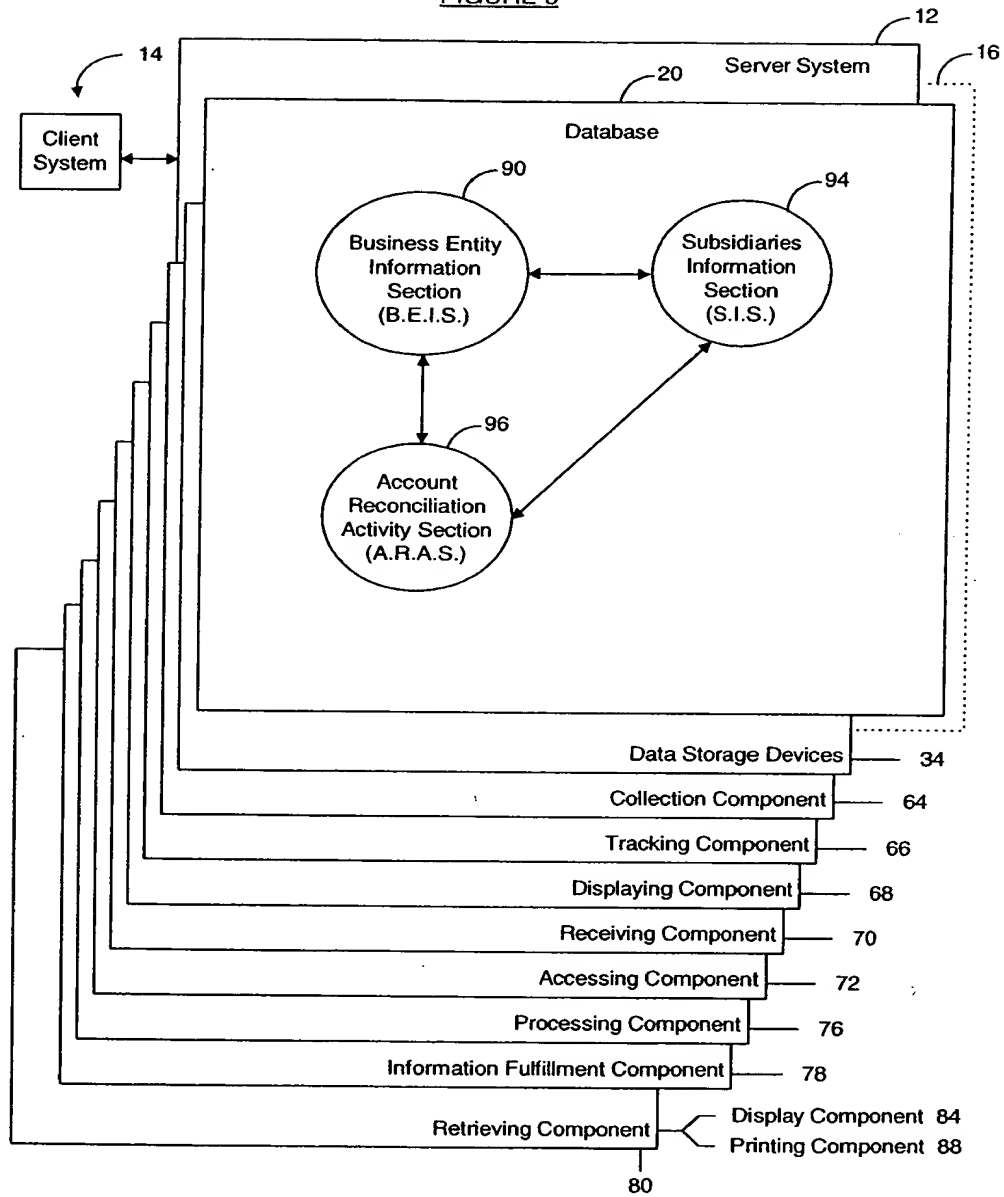 12
14
16
Server System
20
Database
Client
System
90
94
Business Entity
Information
Section
(B.E.I.S.)
Subsidiaries
Information
Section
(S.I.S.)
96
Account
Reconciliation
Activity Section
(A.R.A.S.)
Data Storage Devices 34
Collection Component 64
Tracking Component 66
Displaying Component 68
Receiving Component 70
Accessing Component 72
Processing Component 76
Information Fulfillment Component 78
Retrieving Component
Display Component 84
Printing Component 88
80